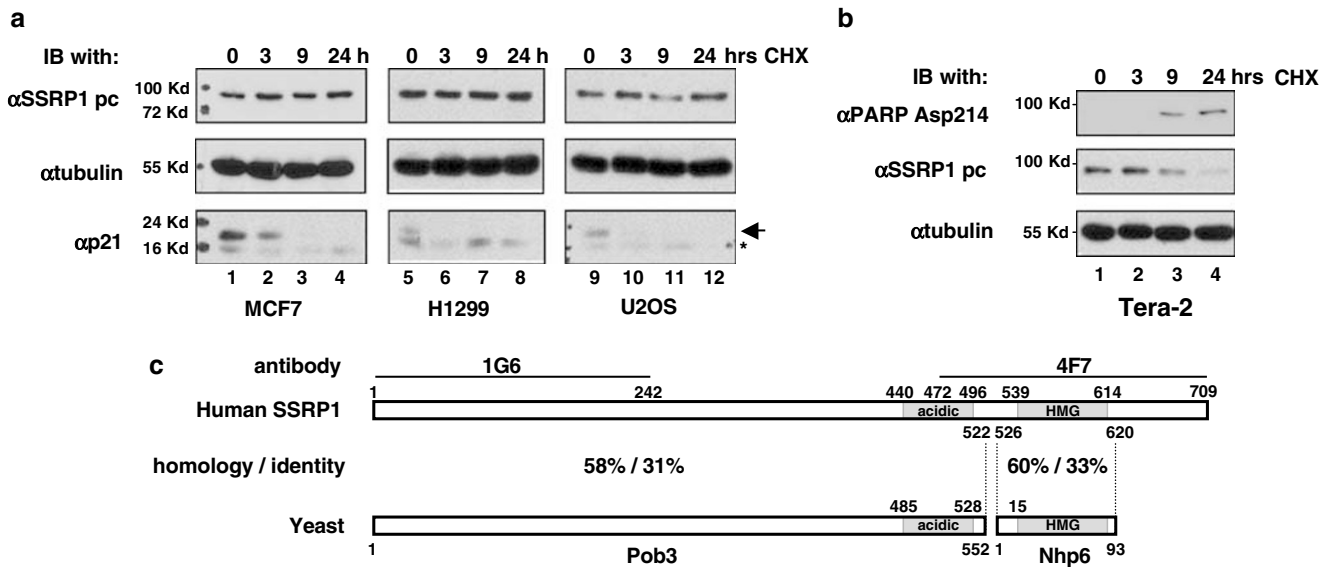 a
IB with: 0 3 9 24 h 0 3 9 24 h 0 3 9 24 hrs CHX
αSSRP1 pc 100 Kd
72 Kd
αtubulin 55 Kd
αp21 24 Kd
16 Kd *
1 2 3 4 5 6 7 8 9 10 11 12
MCF7 H1299 U2OS
b
IB with: 0 3 9 24 hrs CHX
αPARP Asp214 100 Kd
αSSRP1 pc 100 Kd
αtubulin 55 Kd
1 2 3 4
Tera-2
c antibody 1G6 4F7
1 242 440 472 496 539 614 709
Human SSRP1 acidic HMG
522 526 620
homology / identity 58% / 31% 60% / 33%
485 528 15
Yeast acidic HMG
1 Pob3 552 1 Nhp6 93